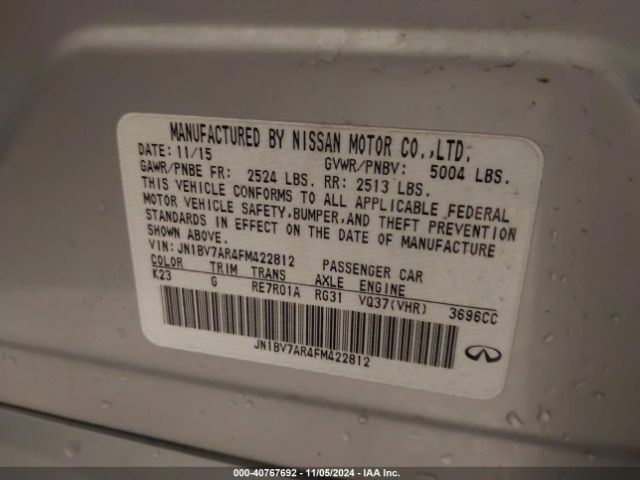 MANUFACTURED BY NISSAN MOTOR CO.,LTD.
DATE: 11/15 GVWR/PNBV: 5004 LBS.
GAWR/PNBE FR: 2524 LBS. RR: 2513 LBS.
THIS VEHICLE CONFORMS TO ALL APPLICABLE FEDERAL
MOTOR VEHICLE SAFETY,BUMPER,AND THEFT PREVENTION
STANDARDS IN EFFECT ON THE DATE OF MANUFACTURE
SHOWN ABOVE.
VIN: JN1BV7AR4FM422812 PASSENGER CAR
COLOR TRIM TRANS AXLE ENGINE
K23 G RE7R01A RG31 VQ37(VHR) 3696CC
JN1BV7AR4FM422812
000-40767692 - 11/05/2024 - IAA Inc.